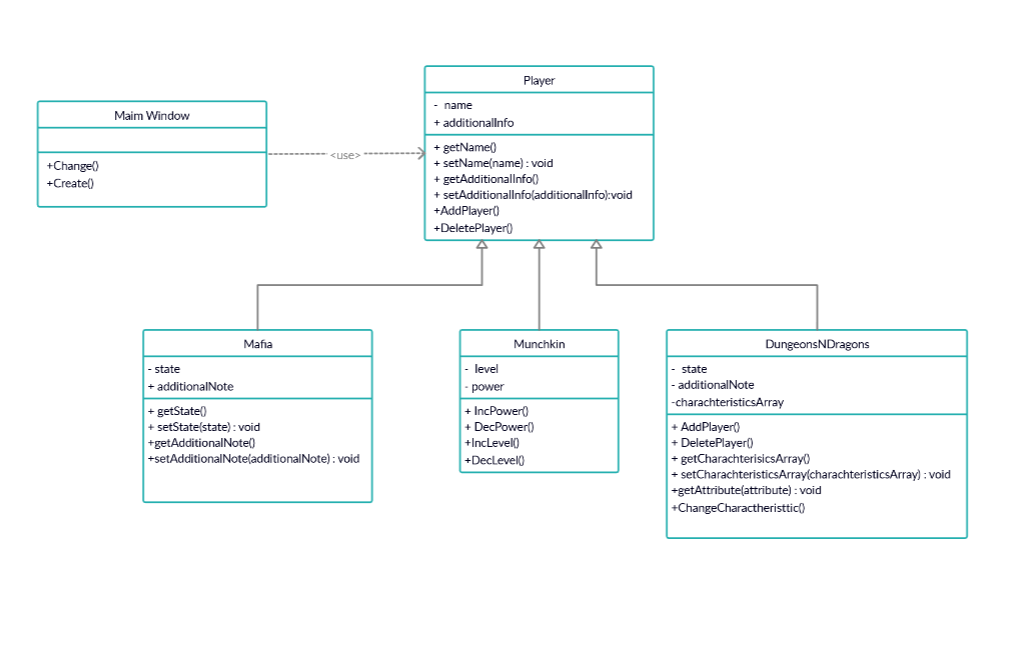 Player
- name
+ additionalInfo
+ getName()
+ setName(name) : void
+ getAdditionalInfo()
+ setAdditionalInfo(additionalInfo):void
+AddPlayer()
+DeletePlayer()
Maim Window
+Change()
+Create()
<use>
Mafia
- state
+ additionalNote
+ getState()
+ setState(state) : void
+getAdditionalNote()
+setAdditionalNote(additionalNote) : void
Munchkin
- level
- power
+ IncPower()
+ DecPower()
+IncLevel()
+DecLevel()
DungeonsNDragons
- state
- additionalNote
-charachteristicsArray
+ AddPlayer()
+ DeletePlayer()
+ getCharachterisicsArray()
+ setCharachteristicsArray(charachteristicsArray) : void
+getAttribute(attribute) : void
+ChangeCharactheristtic()